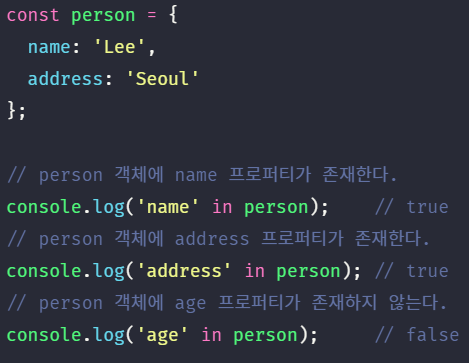 const person = {
  name: 'Lee',
  address: 'Seoul'
};

// person 객체에 name 프로퍼티가 존재한다.
console.log('name' in person);    // true
// person 객체에 address 프로퍼티가 존재한다.
console.log('address' in person); // true
// person 객체에 age 프로퍼티가 존재하지 않는다.
console.log('age' in person);     // false